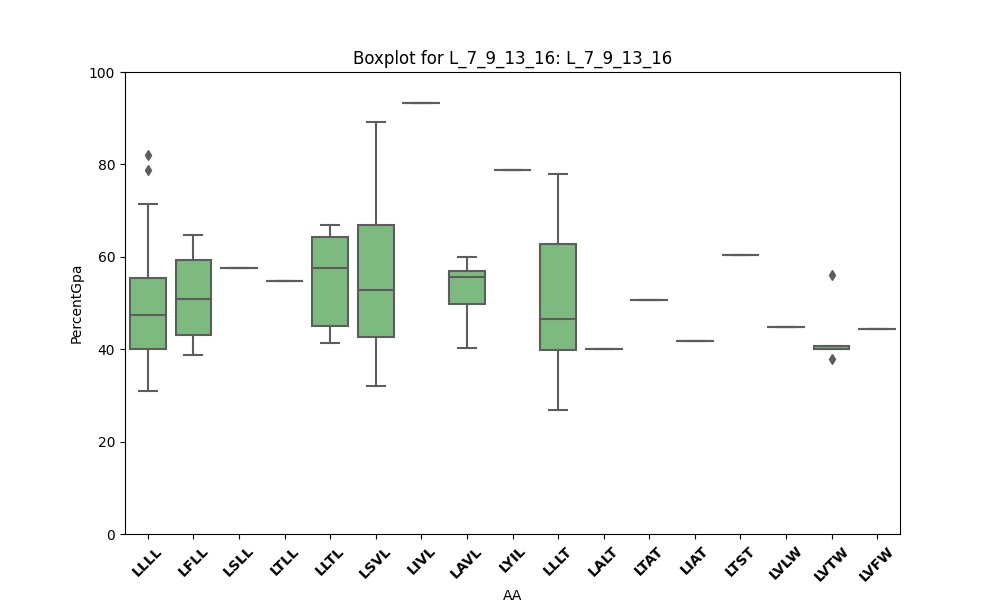 Boxplot for L_7_9_13_16: L_7_9_13_16
100
80
60
40
20
0
PercentGpa
LLLL LFLL LSLL LTLL LLTL LSVL LIVL LAVL LYIL LLLT LALT LTAT LIAT LTST LVLW LVTW LVFW
AA